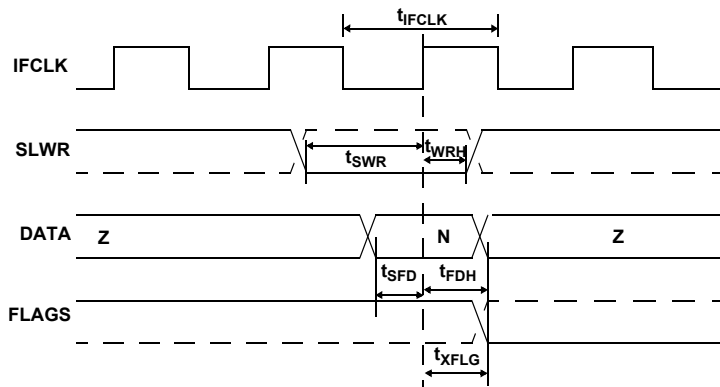 tIFCLK
IFCLK
SLWR
tSWR
tWRH
DATA
Z
N
Z
tSFD
tFDH
FLAGS
tXFLG